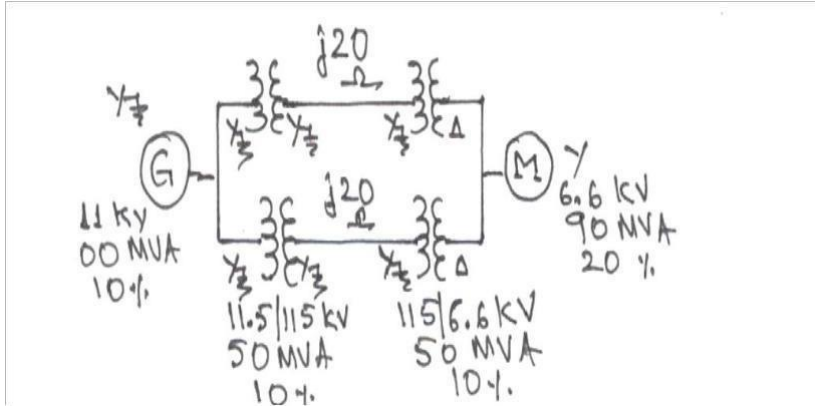 j20
Ω
Y
Y
Y
Y
Δ
G
M
Y
11 KV
00 MVA
10%
j20
Ω
6.6 KV
90 MVA
20 %
Y
Y
Y
Δ
11.5/115 KV
50 MVA
10%
115/6.6 KV
50 MVA
10%